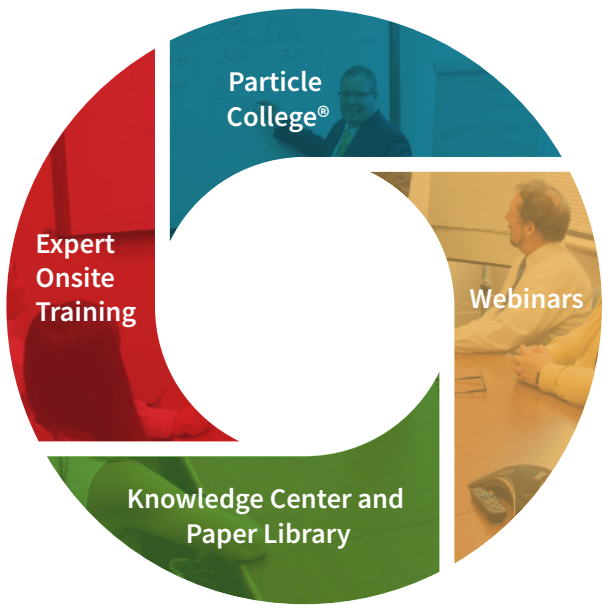 Particle
College®
Webinars
Knowledge Center and
Paper Library
Expert
Onsite
Training